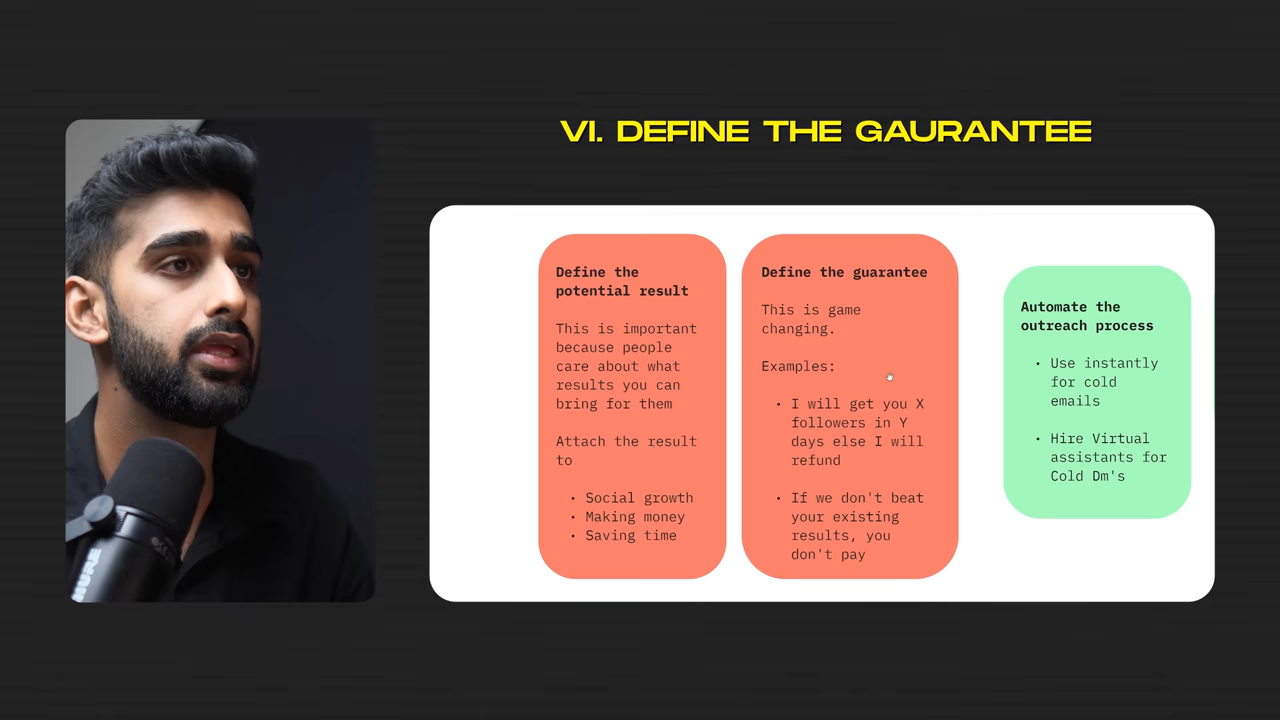 VI. DEFINE THE GAURANTEE
Define the
potential result
This is important
because people
care about what
results you can
bring for them
Attach the result
to
• Social growth
• Making money
• Saving time
Define the guarantee
This is game
changing.
Examples:
• I will get you X
followers in Y
days else I will
refund
• If we don't beat
your existing
results, you
don't pay
Automate the
outreach process
• Use instantly
for cold
emails
• Hire Virtual
assistants for
Cold Dm's